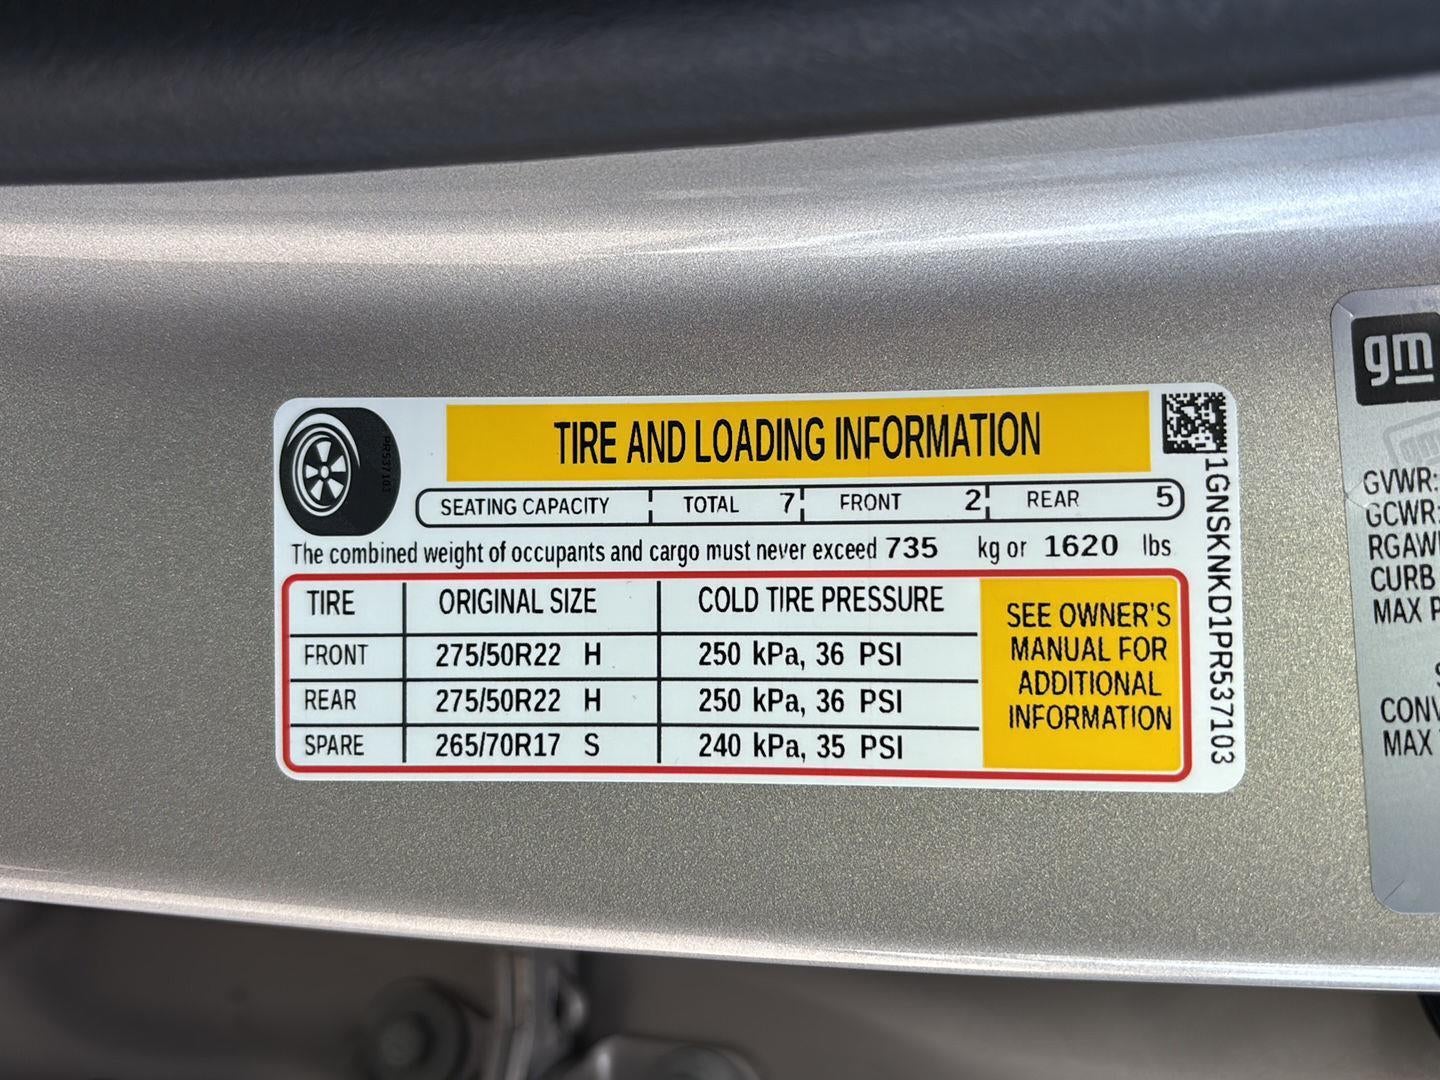 TIRE AND LOADING INFORMATION
SEATING CAPACITY TOTAL 7 FRONT 2 REAR 5
The combined weight of occupants and cargo must never exceed 735 kg or 1620 lbs
TIRE ORIGINAL SIZE COLD TIRE PRESSURE
FRONT 275/50R22 H 250 kPa, 36 PSI
REAR 275/50R22 H 250 kPa, 36 PSI
SPARE 265/70R17 S 240 kPa, 35 PSI
SEE OWNER'S
MANUAL FOR
ADDITIONAL
INFORMATION
1GNSKNKD1PR537103
PR537103
gm
GVWR:
GCWR:
CURB
MAX
CONV
MAX